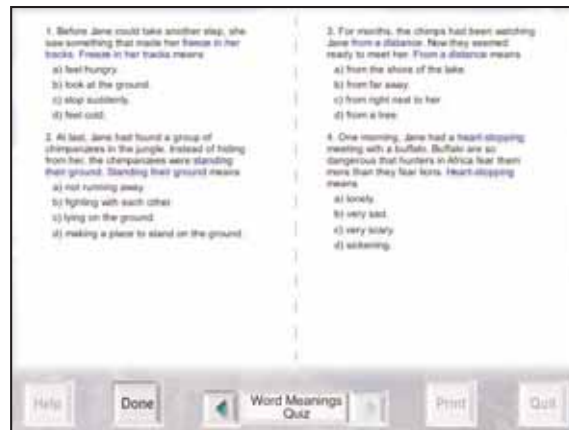 1. Before Jane could take another step, she
saw something that made her freeze in her
tracks. Freeze in her tracks means
a) feel hungry.
b) look at the ground.
c) stop suddenly.
d) feel cold.
2. At last, Jane had found a group of
chimpanzees in the jungle. Instead of hiding
from her, the chimpanzees were standing
their ground. Standing their ground means
a) not running away.
b) fighting with each other.
c) lying on the ground.
d) making a place to stand on the ground.
3. For months, the chimps had been watching
Jane from a distance. Now they seemed
ready to meet her. From a distance means
a) from the shore of the lake.
b) from far away.
c) from right next to her.
d) from a tree.
4. One morning, Jane had a heart-stopping
meeting with a buffalo. Buffalo are so
dangerous that hunters in Africa fear them
more than they fear lions. Heart-stopping
means
a) lonely.
b) very sad.
c) very scary.
d) sickening.
Help
Done
Word Meanings
Quiz
Print
Quit